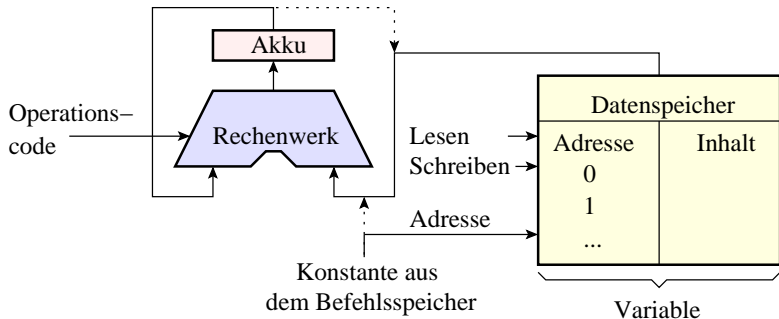 Akku
Operations−
code
Rechenwerk
Datenspeicher
Lesen
Schreiben
Adresse
Inhalt
0
1
...
Adresse
Konstante aus
dem Befehlsspeicher
Variable